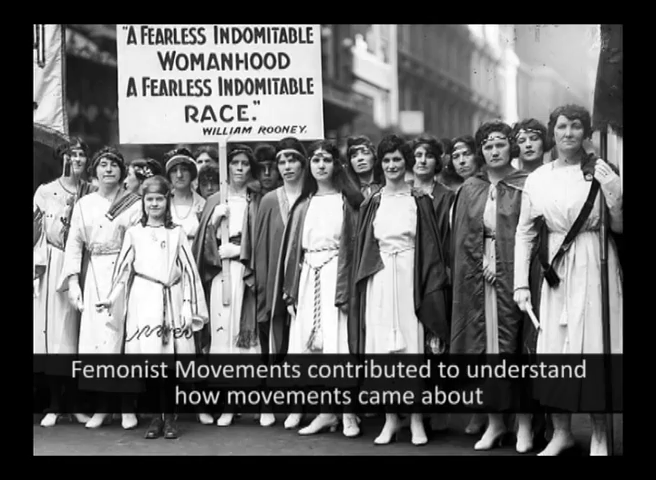 "A FEARLESS INDOMITABLE
WOMANHOOD
A FEARLESS INDOMITABLE
RACE."
WILLIAM ROONEY.
Femonist Movements contributed to understand
how movements came about